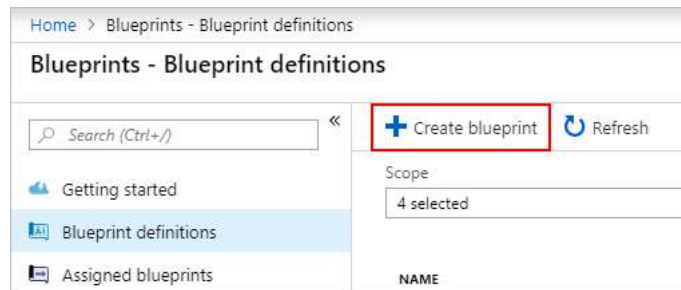 Home > Blueprints - Blueprint definitions
Blueprints - Blueprint definitions
Search (Ctrl+/)
«
Create blueprint
Refresh
Getting started
Blueprint definitions
Assigned blueprints
Scope
4 selected
NAME